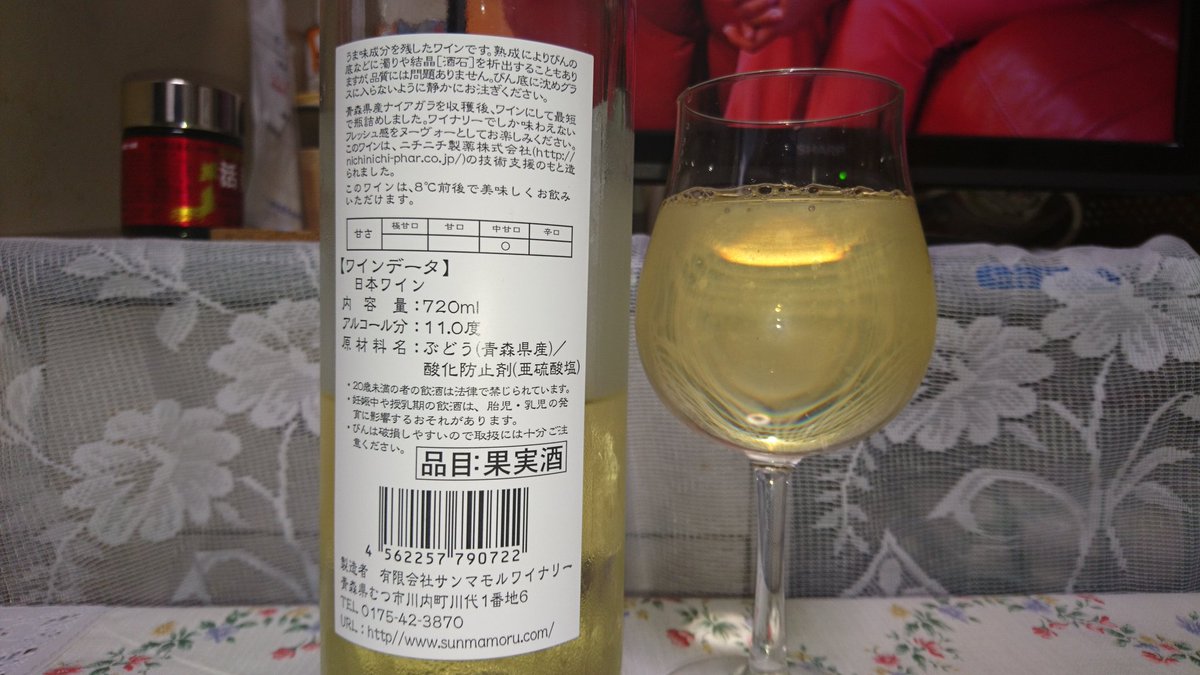 うま味成分を残したワインです。熟成によりびんの
底などに濁りや結晶[酒石]を析出することもあり
ますが、品質には問題ありません。びん底に沈めグラ
スに入らないように静かにお注ぎください。
青森県産ナイアガラを収穫後、ワインにして最短
で瓶詰めしました。ワイナリーでしか味わえない
フレッシュ感をヌーヴォーとしてお楽しみください。
このワインは、ニチニチ製薬株式会社(http://
nichinichi-phar.co.jp/)の技術支援のもと造
られました。
このワインは、8℃前後で美味しくお飲み
いただけます。
甘さ 極甘口 甘口 中甘口 辛口
○
【ワインデータ】
日本ワイン
内容量:720ml
アルコール分:11.0度
原材料名:ぶどう(青森県産)/
酸化防止剤(亜硫酸塩)
・20歳未満の者の飲酒は法律で禁じられています。
・妊娠中や授乳期の飲酒は、胎児・乳児の発
育に影響するおそれがあります。
・びんは破損しやすいので取扱には十分ご注
意ください。
品目:果実酒
4 562257 790722
製造者 有限会社サンマモルワイナリー
青森県むつ市川内町川代1番地6
TEL 0175-42-3870
URL:http//www.sunmamoru.com/
SHARP